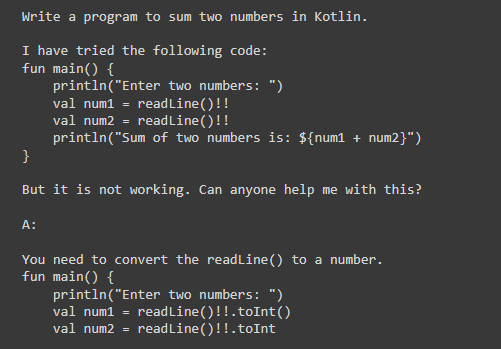 Write a program to sum two numbers in Kotlin.
I have tried the following code:
fun main() {
    println("Enter two numbers: ")
    val num1 = readLine()!!
    val num2 = readLine()!!
    println("Sum of two numbers is: ${num1 + num2}")
}
But it is not working. Can anyone help me with this?
A:
You need to convert the readLine() to a number.
fun main() {
    println("Enter two numbers: ")
    val num1 = readLine()!!.toInt()
    val num2 = readLine()!!.toInt